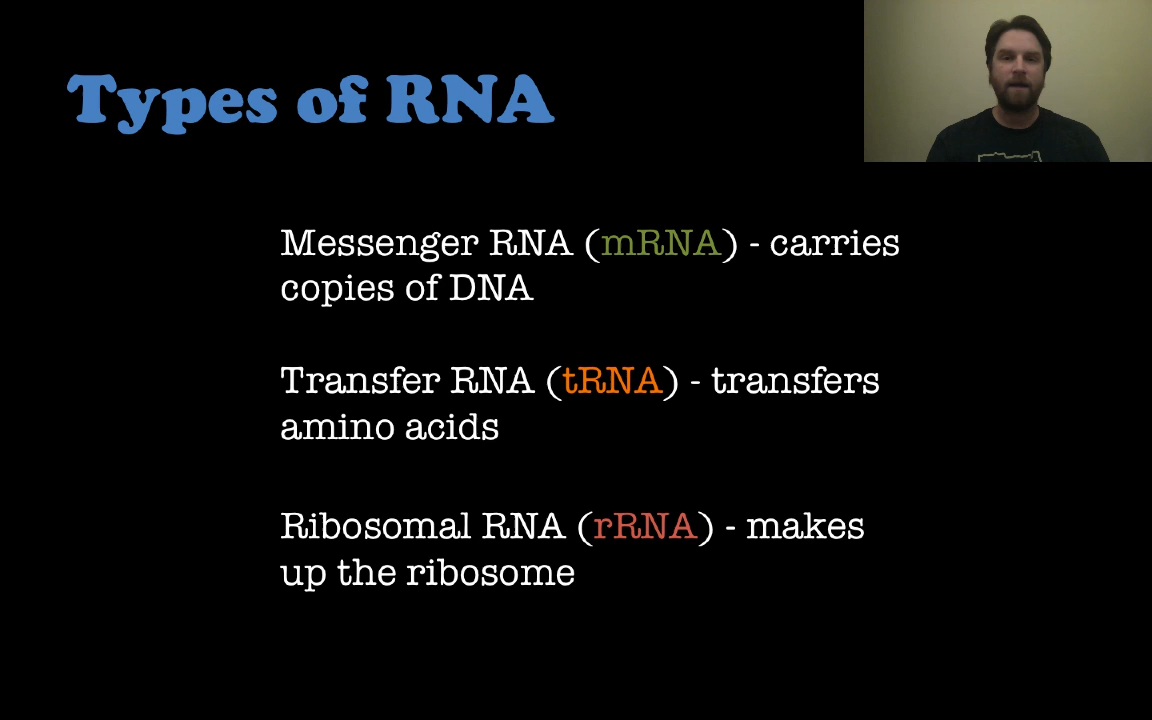 Types of RNA
Messenger RNA (mRNA) - carries
copies of DNA
Transfer RNA (tRNA) - transfers
amino acids
Ribosomal RNA (rRNA) - makes
up the ribosome